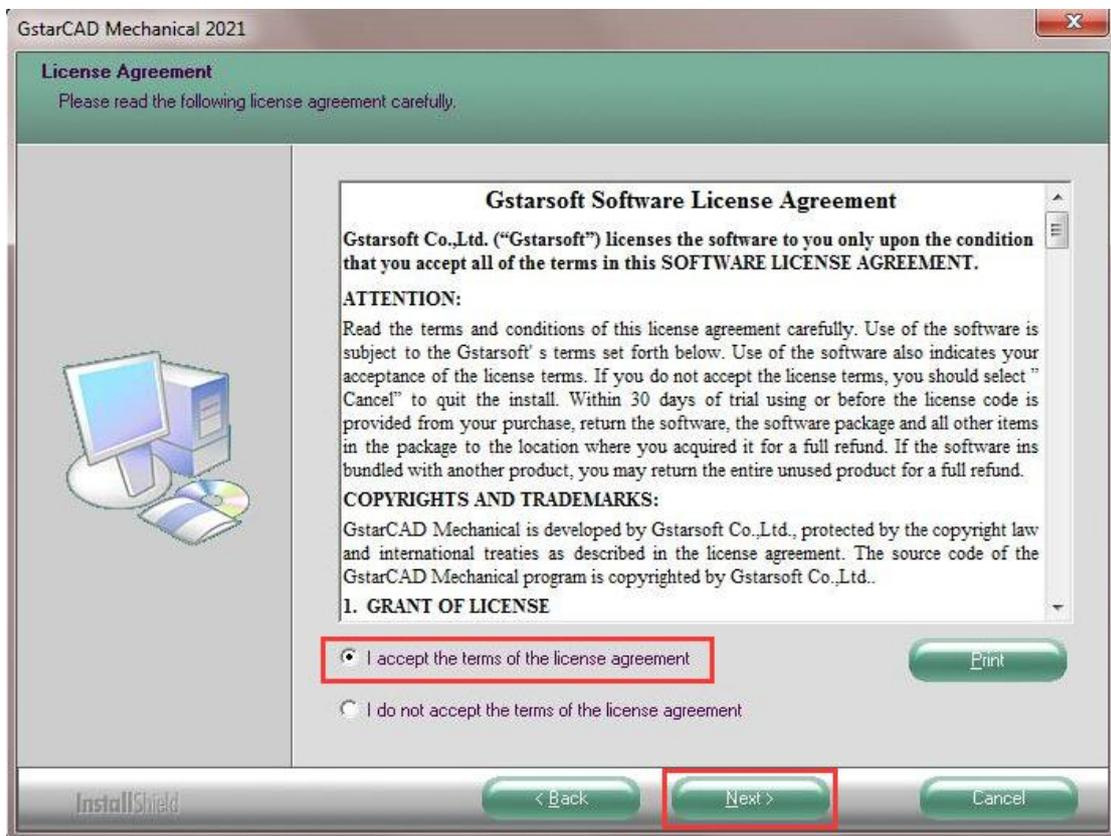 GstarCAD Mechanical 2021
License Agreement
Please read the following license agreement carefully.
Gstarsoft Software License Agreement
Gstarsoft Co.,Ltd. (“Gstarsoft”) licenses the software to you only upon the condition
that you accept all of the terms in this SOFTWARE LICENSE AGREEMENT.
ATTENTION:
Read the terms and conditions of this license agreement carefully. Use of the software is
subject to the Gstarsoft' s terms set forth below. Use of the software also indicates your
acceptance of the license terms. If you do not accept the license terms, you should select ”
Cancel” to quit the install. Within 30 days of trial using or before the license code is
provided from your purchase, return the software, the software package and all other items
in the package to the location where you acquired it for a full refund. If the software ins
bundled with another product, you may return the entire unused product for a full refund.
COPYRIGHTS AND TRADEMARKS:
GstarCAD Mechanical is developed by Gstarsoft Co.,Ltd., protected by the copyright law
and international treaties as described in the license agreement. The source code of the
GstarCAD Mechanical program is copyrighted by Gstarsoft Co.,Ltd..
1. GRANT OF LICENSE
I accept the terms of the license agreement
Print
I do not accept the terms of the license agreement
InstallShield
< Back
Next >
Cancel